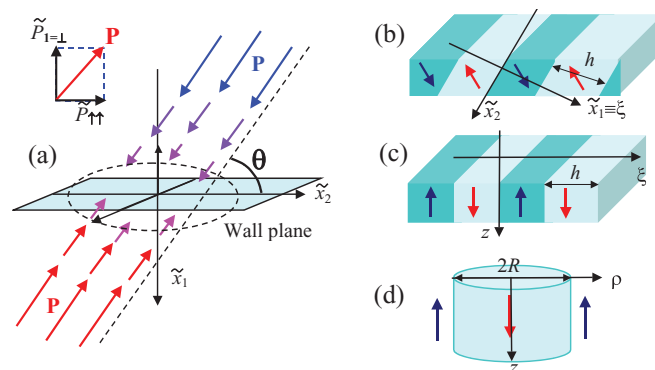 P̃₁₌⊥
P
P̃↑↑
(a)
P
θ
x̃₂
Wall plane
x̃₁
P
(b)
h
x̃₂
x̃₁≡ξ
(c)
h
ξ
z
(d)
2R
ρ
z